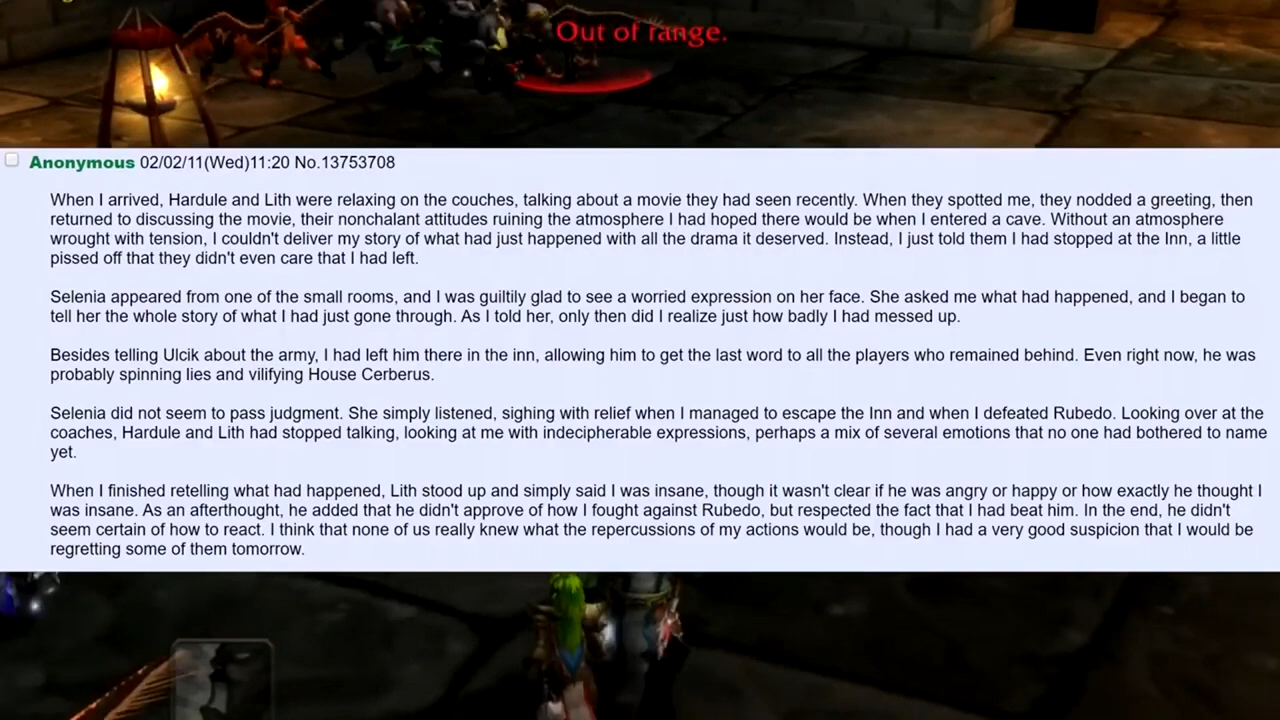 Out of range.
Anonymous 02/02/11(Wed)11:20 No.13753708
When I arrived, Hardule and Lith were relaxing on the couches, talking about a movie they had seen recently. When they spotted me, they nodded a greeting, then
returned to discussing the movie, their nonchalant attitudes ruining the atmosphere I had hoped there would be when I entered a cave. Without an atmosphere
wrought with tension, I couldn't deliver my story of what had just happened with all the drama it deserved. Instead, I just told them I had stopped at the Inn, a little
pissed off that they didn't even care that I had left.
Selenia appeared from one of the small rooms, and I was guiltily glad to see a worried expression on her face. She asked me what had happened, and I began to
tell her the whole story of what I had just gone through. As I told her, only then did I realize just how badly I had messed up.
Besides telling Ulcik about the army, I had left him there in the inn, allowing him to get the last word to all the players who remained behind. Even right now, he was
probably spinning lies and vilifying House Cerberus.
Selenia did not seem to pass judgment. She simply listened, sighing with relief when I managed to escape the Inn and when I defeated Rubedo. Looking over at the
coaches, Hardule and Lith had stopped talking, looking at me with indecipherable expressions, perhaps a mix of several emotions that no one had bothered to name
yet.
When I finished retelling what had happened, Lith stood up and simply said I was insane, though it wasn't clear if he was angry or happy or how exactly he thought I
was insane. As an afterthought, he added that he didn't approve of how I fought against Rubedo, but respected the fact that I had beat him. In the end, he didn't
seem certain of how to react. I think that none of us really knew what the repercussions of my actions would be, though I had a very good suspicion that I would be
regretting some of them tomorrow.